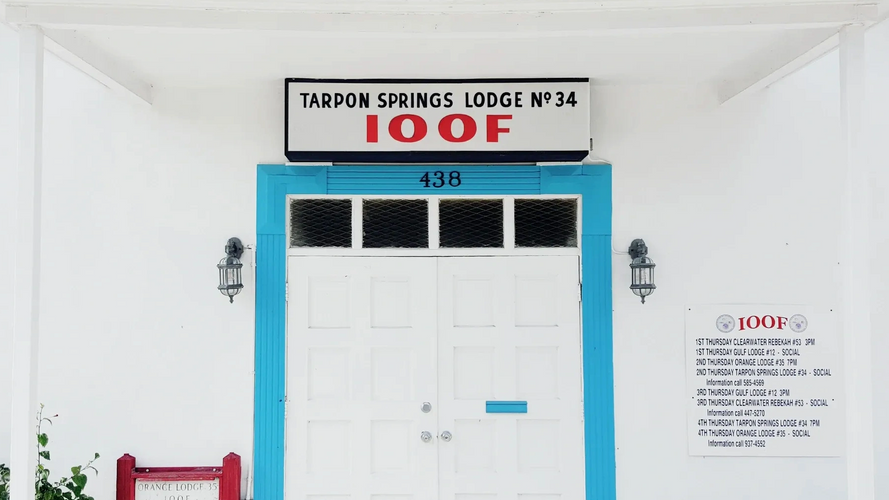 TARPON SPRINGS LODGE Nº 34
IOOF
438
IOOF
1ST THURSDAY CLEARWATER REBEKAH #53 3PM
1ST THURSDAY GULF LODGE #12 - SOCIAL
2ND THURSDAY ORANGE LODGE #35 7PM
2ND THURSDAY TARPON SPRINGS LODGE #34 - SOCIAL
Information call 585-4569
3RD THURSDAY GULF LODGE #12 3PM
3RD THURSDAY CLEARWATER REBEKAH #53 - SOCIAL
Information call 447-5270
4TH THURSDAY TARPON SPRINGS LODGE #34 7PM
4TH THURSDAY ORANGE LODGE #35 - SOCIAL
Information call 937-4552
ORANGE LODGE 35
IOOF